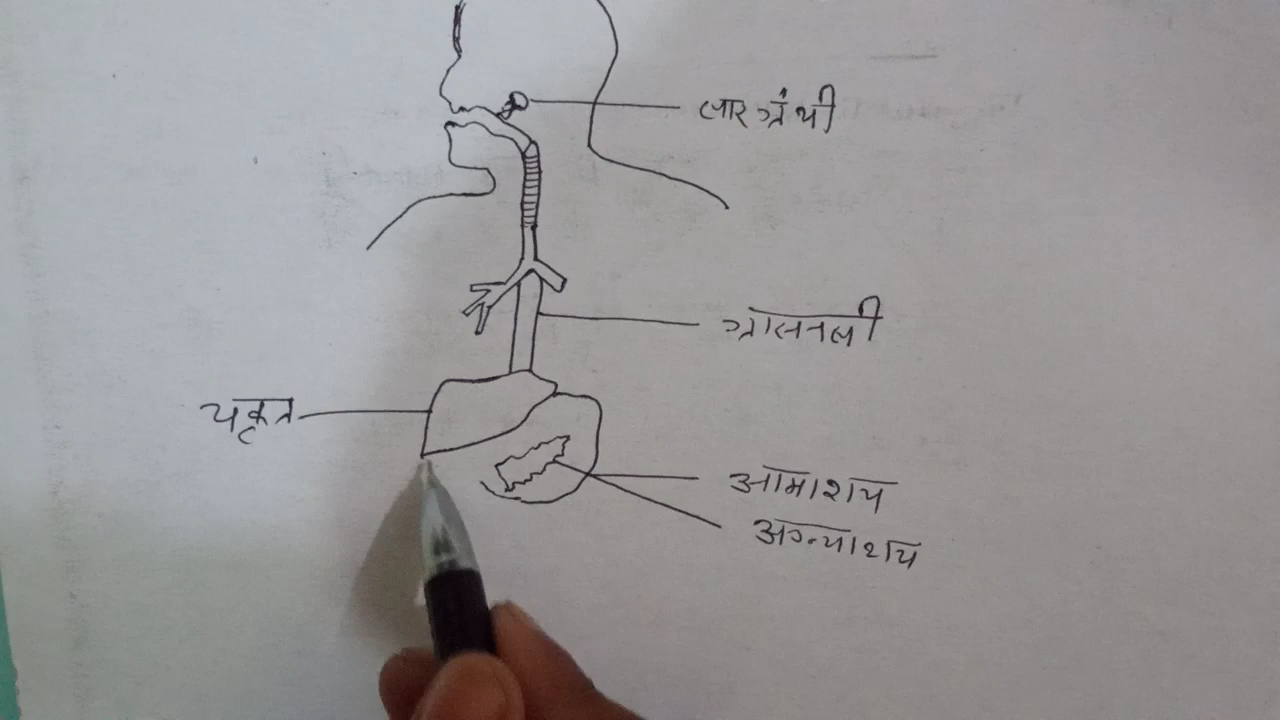 लार ग्रंथी
ग्रासनली
यकृत
आमाशय
अग्न्याशय